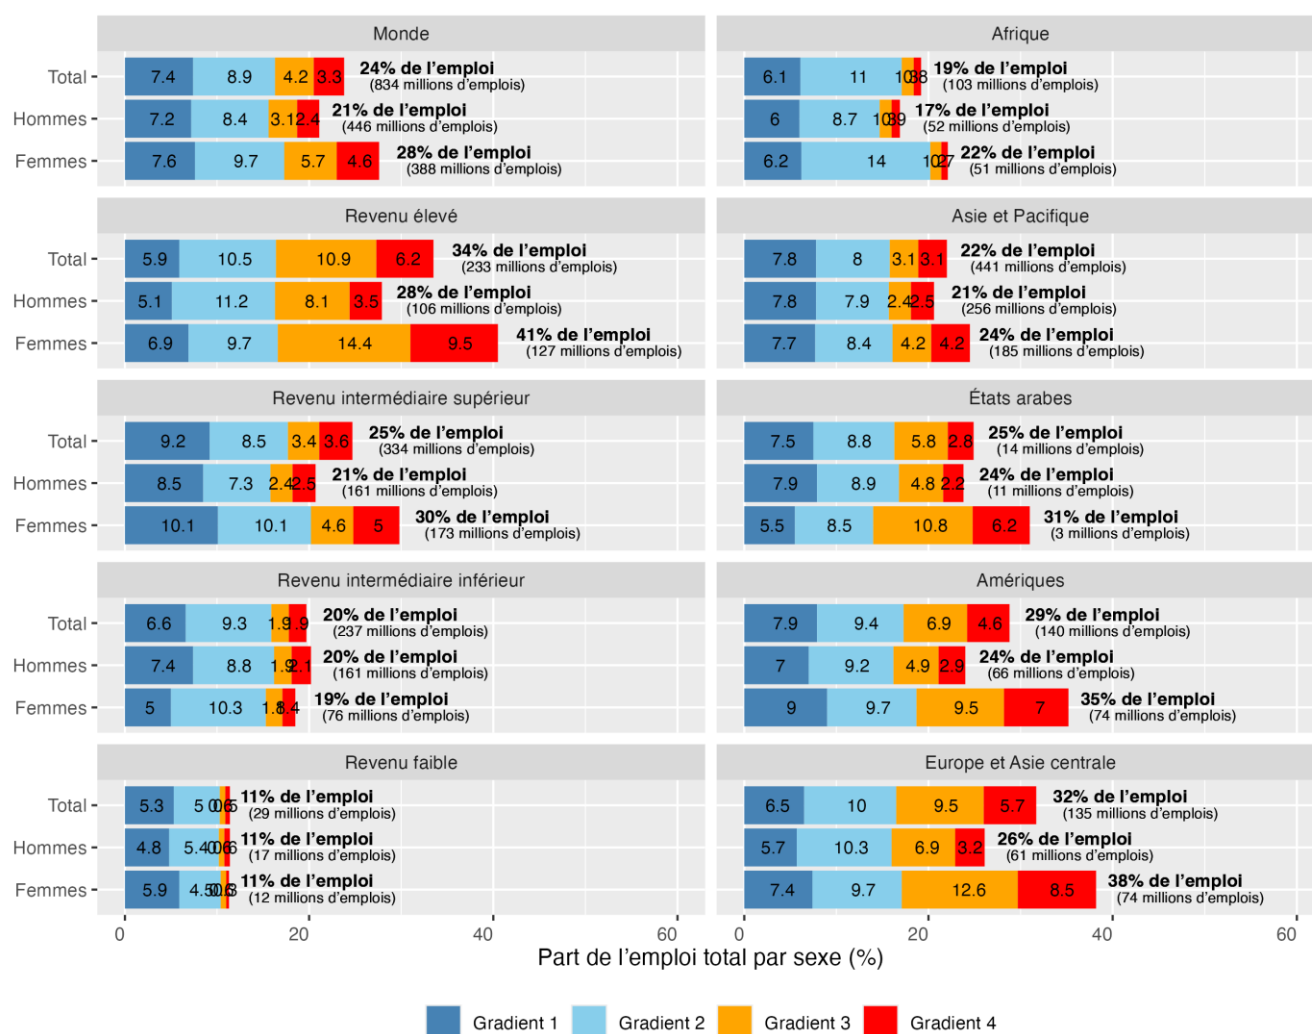 Monde
Total 7.4 8.9 4.2 3.3 24% de l'emploi
(834 millions d'emplois)
Hommes 7.2 8.4 3.1 2.4 21% de l'emploi
(446 millions d'emplois)
Femmes 7.6 9.7 5.7 4.6 28% de l'emploi
(388 millions d'emplois)
Afrique
6.1 11 19% de l'emploi
(103 millions d'emplois)
6 8.7 17% de l'emploi
(52 millions d'emplois)
6.2 14 22% de l'emploi
(51 millions d'emplois)
Revenu élevé
Total 5.9 10.5 10.9 6.2 34% de l'emploi
(233 millions d'emplois)
Hommes 5.1 11.2 8.1 3.5 28% de l'emploi
(106 millions d'emplois)
Femmes 6.9 9.7 14.4 9.5 41% de l'emploi
(127 millions d'emplois)
Asie et Pacifique
7.8 8 3.1 3.1 22% de l'emploi
(441 millions d'emplois)
7.8 7.9 2.4 2.5 21% de l'emploi
(256 millions d'emplois)
7.7 8.4 4.2 4.2 24% de l'emploi
(185 millions d'emplois)
Revenu intermédiaire supérieur
Total 9.2 8.5 3.4 3.6 25% de l'emploi
(334 millions d'emplois)
Hommes 8.5 7.3 2.4 2.5 21% de l'emploi
(161 millions d'emplois)
Femmes 10.1 10.1 4.6 5 30% de l'emploi
(173 millions d'emplois)
États arabes
7.5 8.8 5.8 2.8 25% de l'emploi
(14 millions d'emplois)
7.9 8.9 4.8 2.2 24% de l'emploi
(11 millions d'emplois)
5.5 8.5 10.8 6.2 31% de l'emploi
(3 millions d'emplois)
Revenu intermédiaire inférieur
Total 6.6 9.3 1.9 1.9 20% de l'emploi
(237 millions d'emplois)
Hommes 7.4 8.8 1.9 2.1 20% de l'emploi
(161 millions d'emplois)
Femmes 5 10.3 1.8 1.4 19% de l'emploi
(76 millions d'emplois)
Amériques
7.9 9.4 6.9 4.6 29% de l'emploi
(140 millions d'emplois)
7 9.2 4.9 2.9 24% de l'emploi
(66 millions d'emplois)
9 9.7 9.5 7 35% de l'emploi
(74 millions d'emplois)
Revenu faible
Total 5.3 5 11% de l'emploi
(29 millions d'emplois)
Hommes 4.8 5.4 11% de l'emploi
(17 millions d'emplois)
Femmes 5.9 4.5 11% de l'emploi
(12 millions d'emplois)
Europe et Asie centrale
6.5 10 9.5 5.7 32% de l'emploi
(135 millions d'emplois)
5.7 10.3 6.9 3.2 26% de l'emploi
(61 millions d'emplois)
7.4 9.7 12.6 8.5 38% de l'emploi
(74 millions d'emplois)
0 20 40 60 0 20 40 60
Part de l'emploi total par sexe (%)
Gradient 1 Gradient 2 Gradient 3 Gradient 4